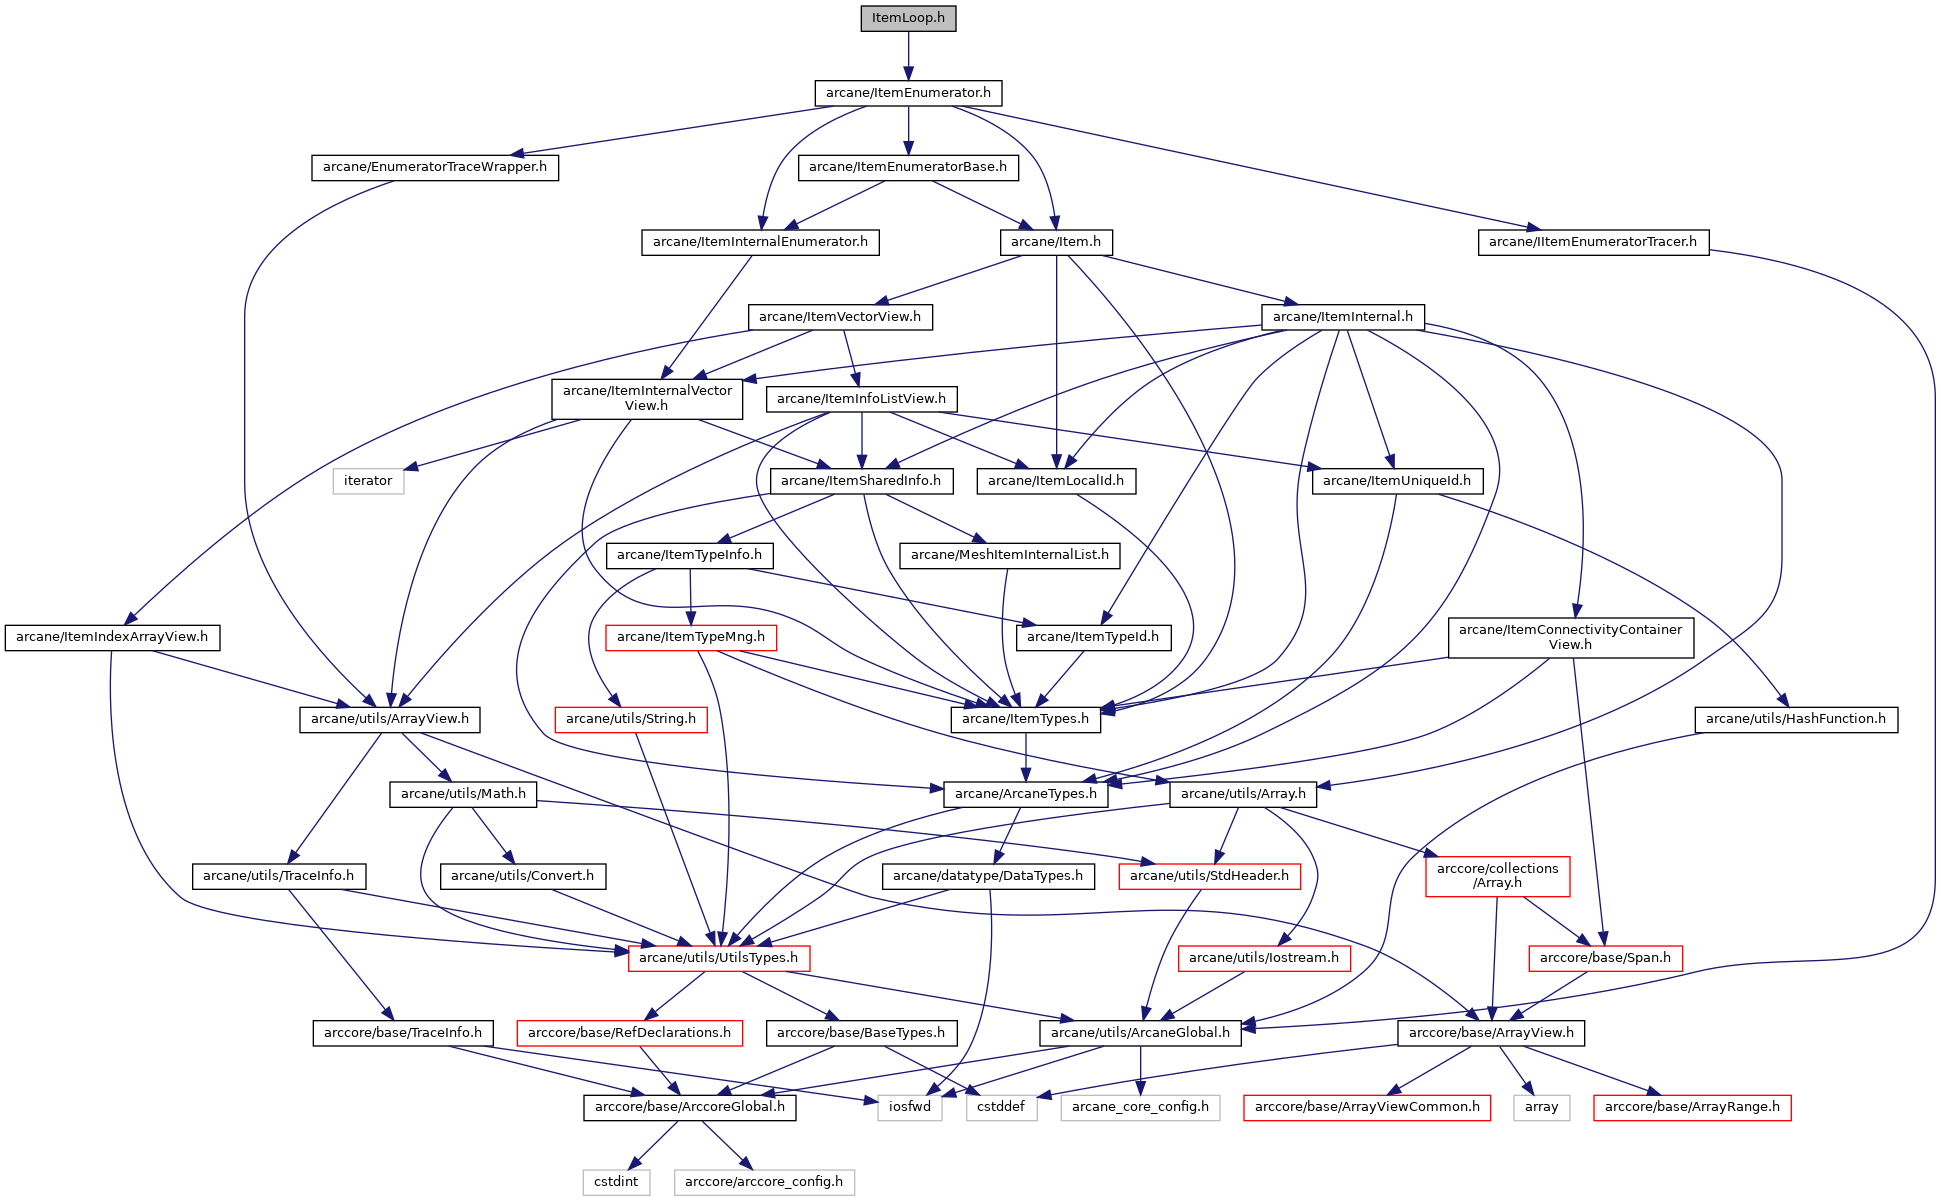 ItemLoop.h
arcane/ItemEnumerator.h
arcane/EnumeratorTraceWrapper.h
arcane/ItemEnumeratorBase.h
arcane/ItemInternalEnumerator.h
arcane/Item.h
arcane/IItemEnumeratorTracer.h
arcane/ItemVectorView.h
arcane/ItemInternal.h
arcane/ItemInternalVector
View.h
arcane/ItemInfoListView.h
iterator
arcane/ItemSharedInfo.h
arcane/ItemLocalId.h
arcane/ItemUniqueId.h
arcane/ItemTypeInfo.h
arcane/MeshItemInternalList.h
arcane/ItemIndexArrayView.h
arcane/ItemTypeMng.h
arcane/ItemTypeId.h
arcane/ItemConnectivityContainer
View.h
arcane/utils/ArrayView.h
arcane/utils/String.h
arcane/ItemTypes.h
arcane/utils/HashFunction.h
arcane/utils/Math.h
arcane/ArcaneTypes.h
arcane/utils/Array.h
arcane/utils/TraceInfo.h
arcane/utils/Convert.h
arcane/datatype/DataTypes.h
arcane/utils/StdHeader.h
arccore/collections
/Array.h
arcane/utils/UtilsTypes.h
arcane/utils/Iostream.h
arccore/base/Span.h
arccore/base/TraceInfo.h
arccore/base/RefDeclarations.h
arccore/base/BaseTypes.h
arcane/utils/ArcaneGlobal.h
arccore/base/ArrayView.h
arccore/base/ArccoreGlobal.h
iosfwd
cstddef
arcane_core_config.h
arccore/base/ArrayViewCommon.h
array
arccore/base/ArrayRange.h
cstdint
arccore/arccore_config.h